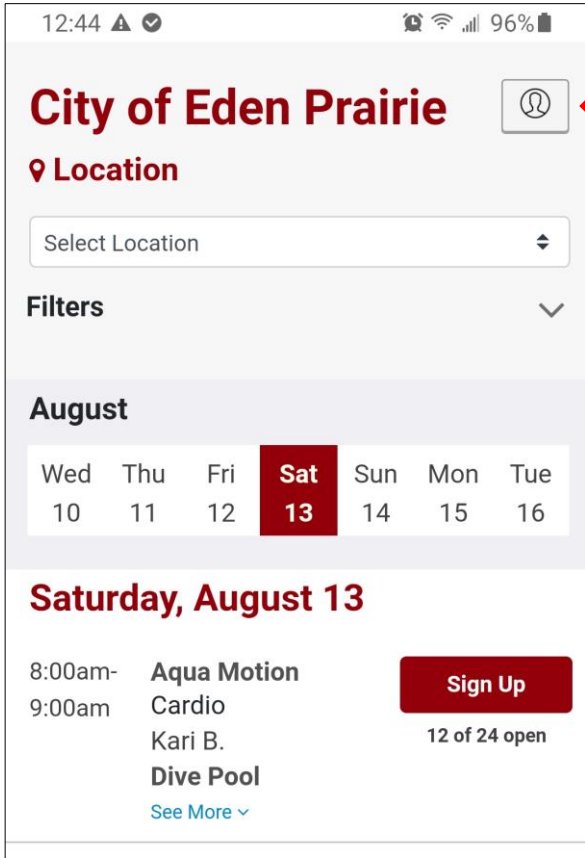 12:44 96%
City of Eden Prairie
Location
Select Location
Filters
August
Wed Thu Fri Sat Sun Mon Tue
10 11 12 13 14 15 16
Saturday, August 13
8:00am- Aqua Motion Sign Up
9:00am Cardio
Kari B. 12 of 24 open
Dive Pool
See More